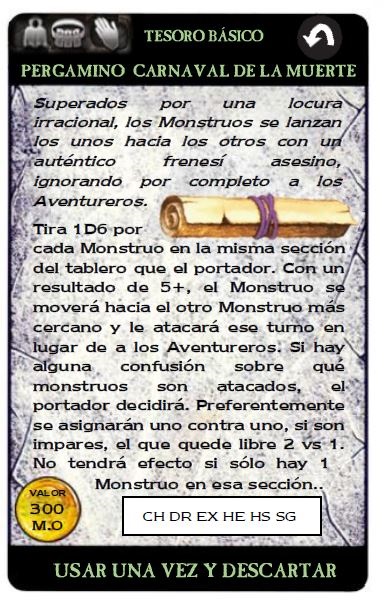 TESORO BÁSICO
PERGAMINO CARNAVAL DE LA MUERTE
Superados por una locura
irracional, los Monstruos se lanzan
los unos hacia los otros con un
auténtico frenesí asesino,
ignorando por completo a los
Aventureros.
Tira 1D6 por
cada Monstruo en la misma sección
del tablero que el portador. Con un
resultado de 5+, el Monstruo se
moverá hacia el otro Monstruo más
cercano y le atacará ese turno en
lugar de a los Aventureros. Si hay
alguna confusión sobre qué
monstruos son atacados, el
portador decidirá. Preferentemente
se asignarán uno contra uno, si son
impares, el que quede libre 2 vs 1.
No tendrá efecto si sólo hay 1
Monstruo en esa sección..
VALOR
300
M.O
CH DR EX HE HS SG
USAR UNA VEZ Y DESCARTAR